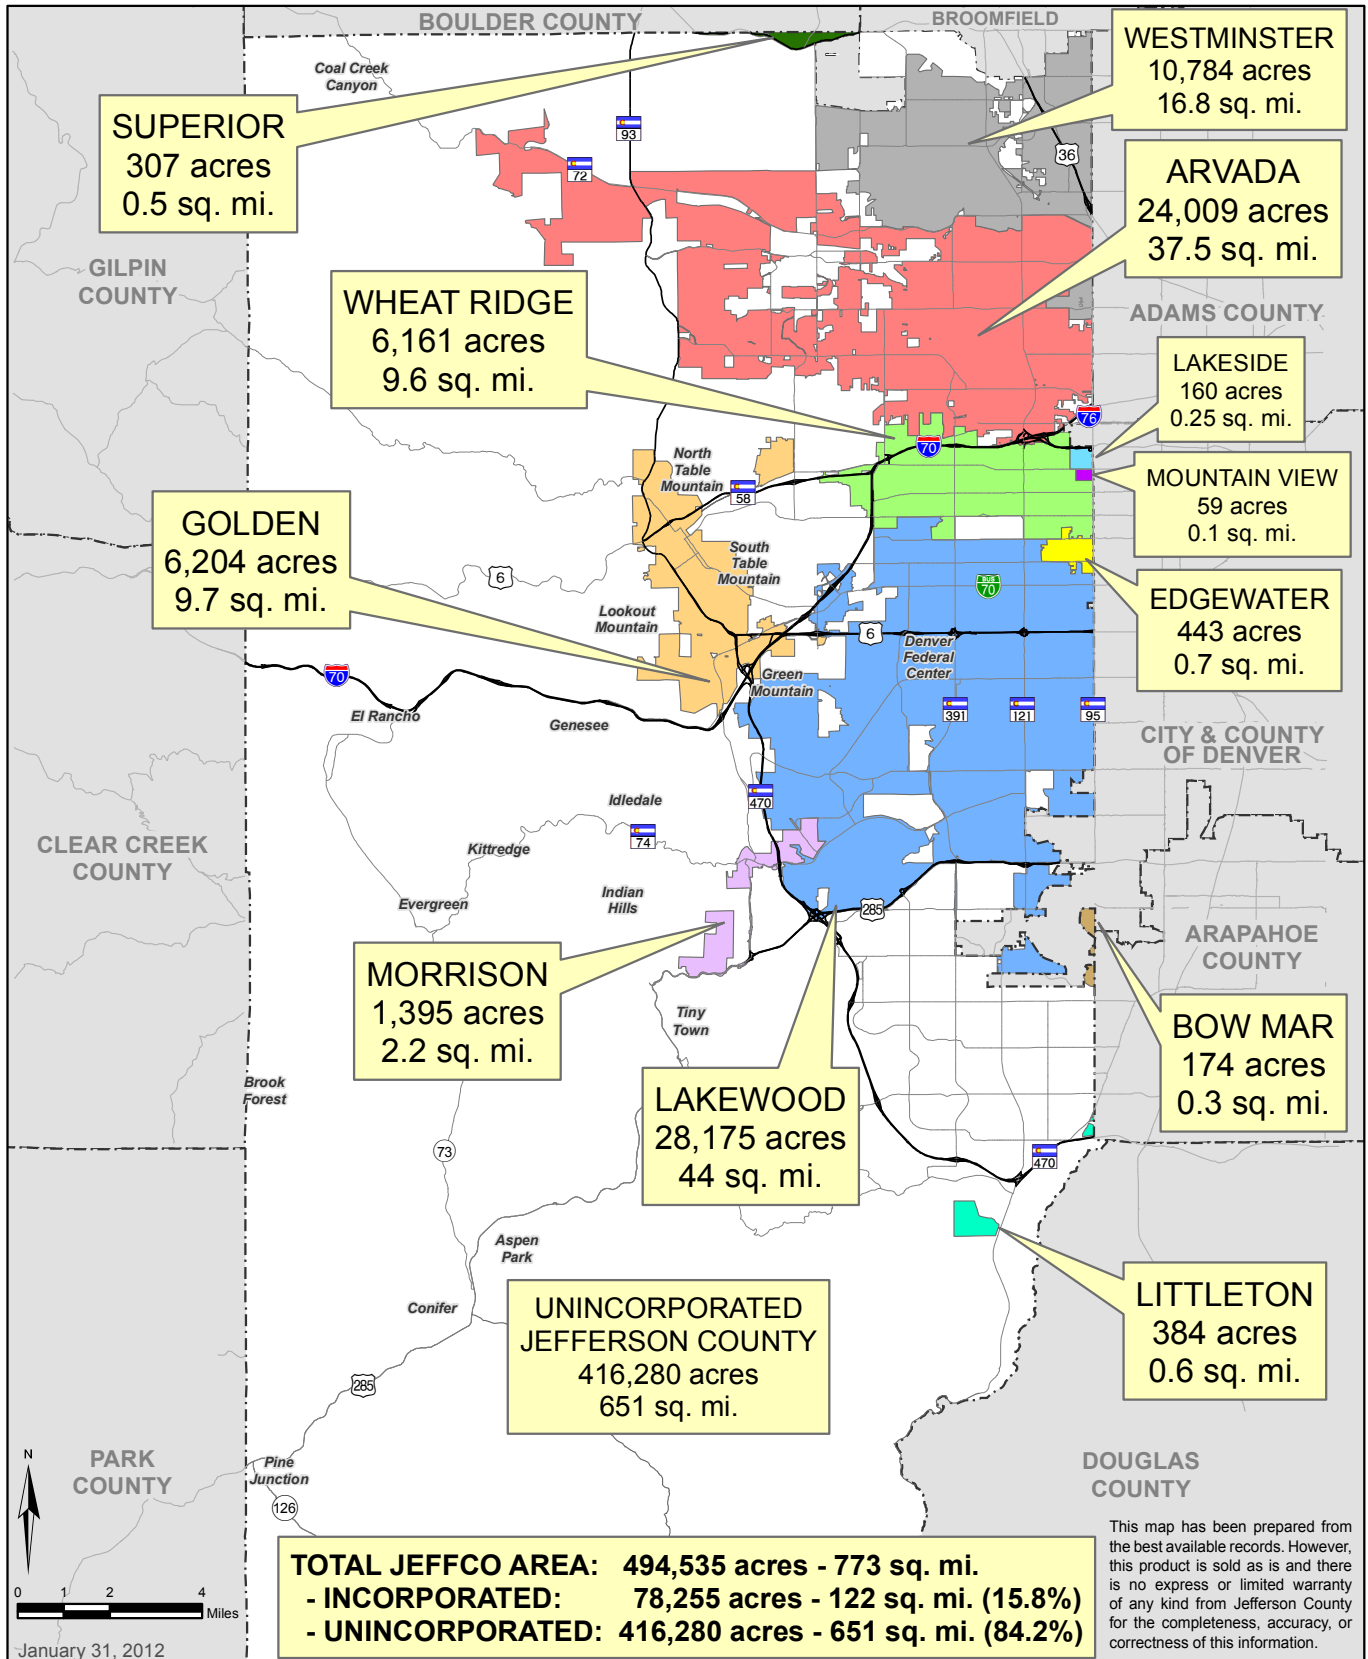 BOULDER COUNTY
BROOMFIELD
WESTMINSTER
10,784 acres
16.8 sq. mi.
Coal Creek
Canyon
SUPERIOR
307 acres
0.5 sq. mi.
93
72
36
ARVADA
24,009 acres
37.5 sq. mi.
GILPIN
COUNTY
WHEAT RIDGE
6,161 acres
9.6 sq. mi.
ADAMS COUNTY
LAKESIDE
160 acres
0.25 sq. mi.
76
70
North
Table
Mountain
58
MOUNTAIN VIEW
59 acres
0.1 sq. mi.
GOLDEN
6,204 acres
9.7 sq. mi.
South
Table
Mountain
6
BUS
70
EDGEWATER
443 acres
0.7 sq. mi.
Lookout
Mountain
6
Denver
Federal
Center
70
Green
Mountain
El Rancho
Genesee
391
121
95
CITY & COUNTY
OF DENVER
470
Idledale
74
CLEAR CREEK
COUNTY
Kittredge
Indian
Hills
Evergreen
285
ARAPAHOE
COUNTY
MORRISON
1,395 acres
2.2 sq. mi.
Tiny
Town
BOW MAR
174 acres
0.3 sq. mi.
Brook
Forest
LAKEWOOD
28,175 acres
44 sq. mi.
73
470
Aspen
Park
Conifer
UNINCORPORATED
JEFFERSON COUNTY
416,280 acres
651 sq. mi.
LITTLETON
384 acres
0.6 sq. mi.
285
PARK
COUNTY
N
Pine
Junction
126
DOUGLAS
COUNTY
TOTAL JEFFCO AREA: 494,535 acres - 773 sq. mi.
- INCORPORATED: 78,255 acres - 122 sq. mi. (15.8%)
- UNINCORPORATED: 416,280 acres - 651 sq. mi. (84.2%)
This map has been prepared from
the best available records. However,
this product is sold as is and there
is no express or limited warranty
of any kind from Jefferson County
for the completeness, accuracy, or
correctness of this information.
0 1 2 4
Miles
January 31, 2012